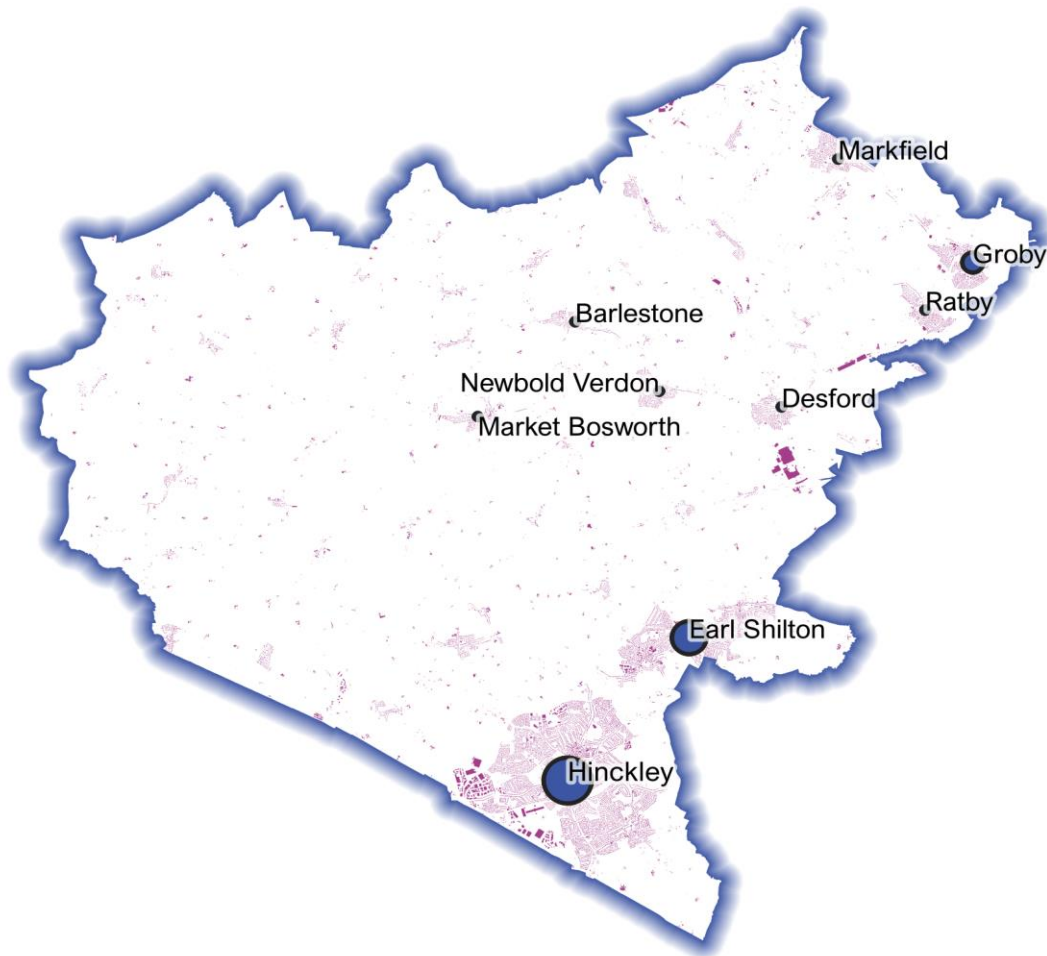 Markfield
Groby
Ratby
Barlestone
Newbold Verdon
Desford
Market Bosworth
Earl Shilton
Hinckley